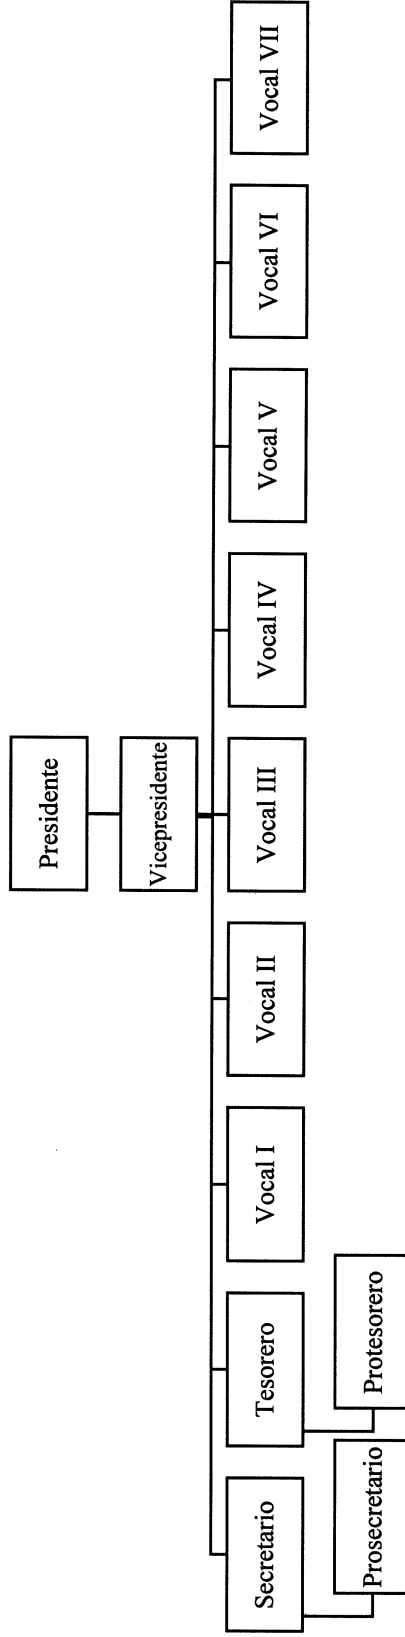 Presidente
Vicepresidente
Secretario
Tesorero
Vocal I
Vocal II
Vocal III
Vocal IV
Vocal V
Vocal VI
Vocal VII
Prosecretario
Protesorero